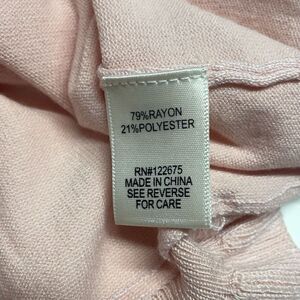 79%RAYON
21%POLYESTER
RN#122675
MADE IN CHINA
SEE REVERSE
FOR CARE